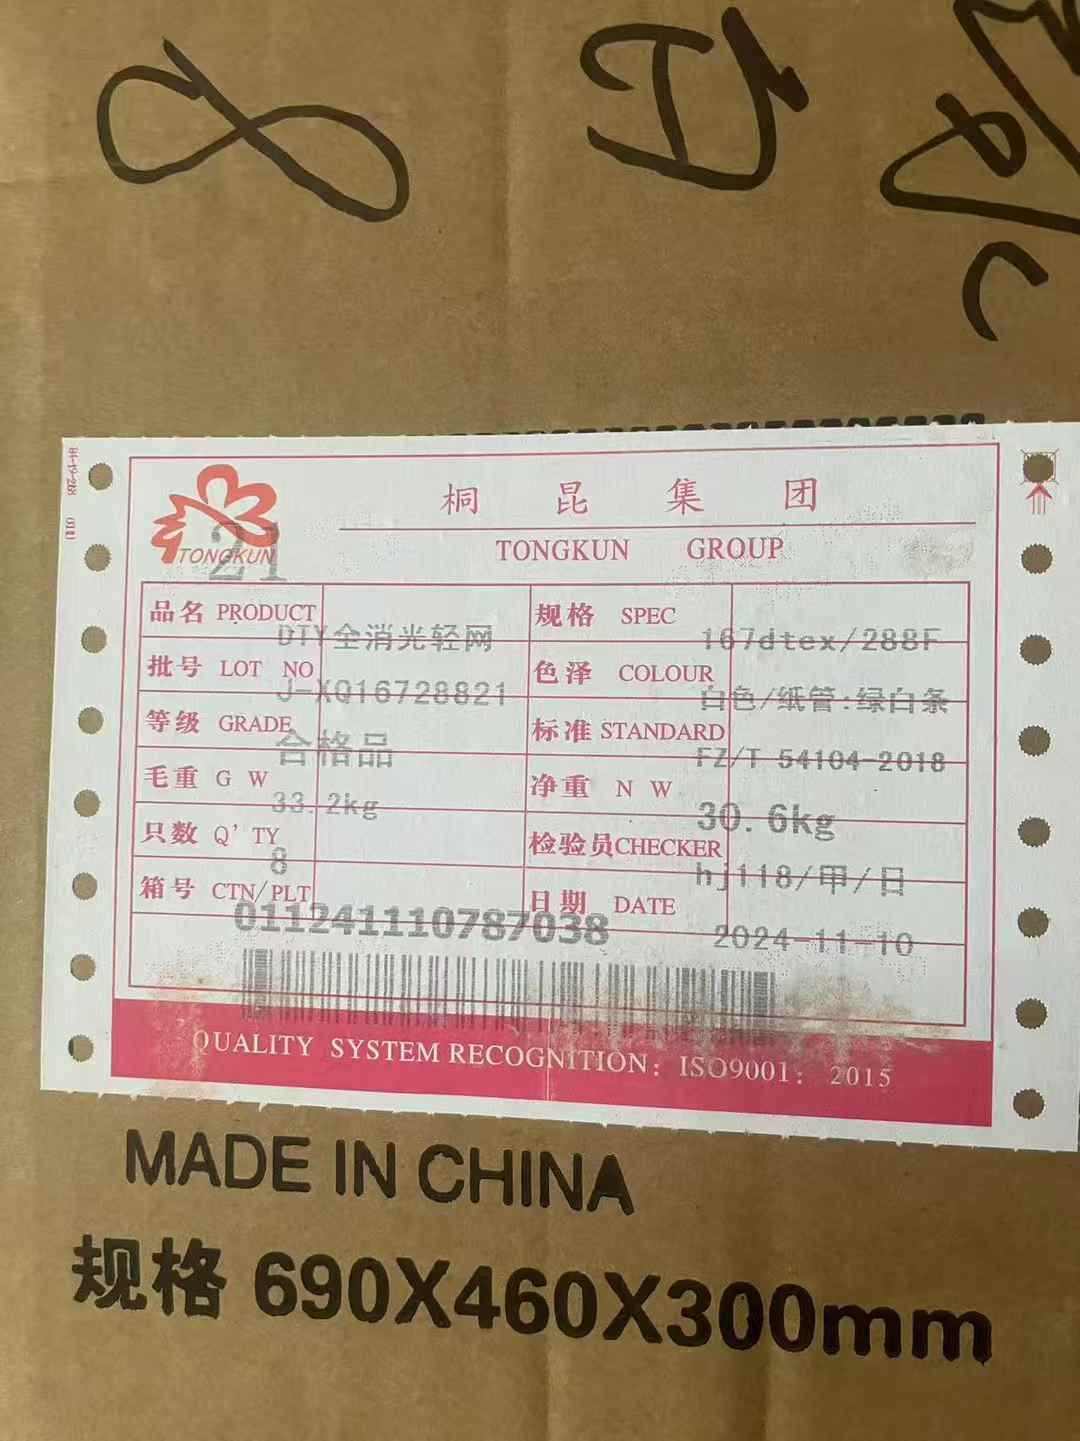 8
桐昆集团
TONGKUN GROUP
TONGKUN
21
品名 PRODUCT DTY全消光轻网 规格 SPEC 167dtex/288F
批号 LOT NO J-XQ16728821 色泽 COLOUR 白色/纸管:绿白条
等级 GRADE 合格品 标准 STANDARD FZ/T 54104-2018
毛重 G W 33.2kg 净重 N W 30.6kg
只数 Q'TY 8 检验员CHECKER hj118/甲/日
箱号 CTN/PLT 011241110787038 日期 DATE 2024-11-10
QUALITY SYSTEM RECOGNITION: ISO9001: 2015
MADE IN CHINA
规格 690X460X300mm